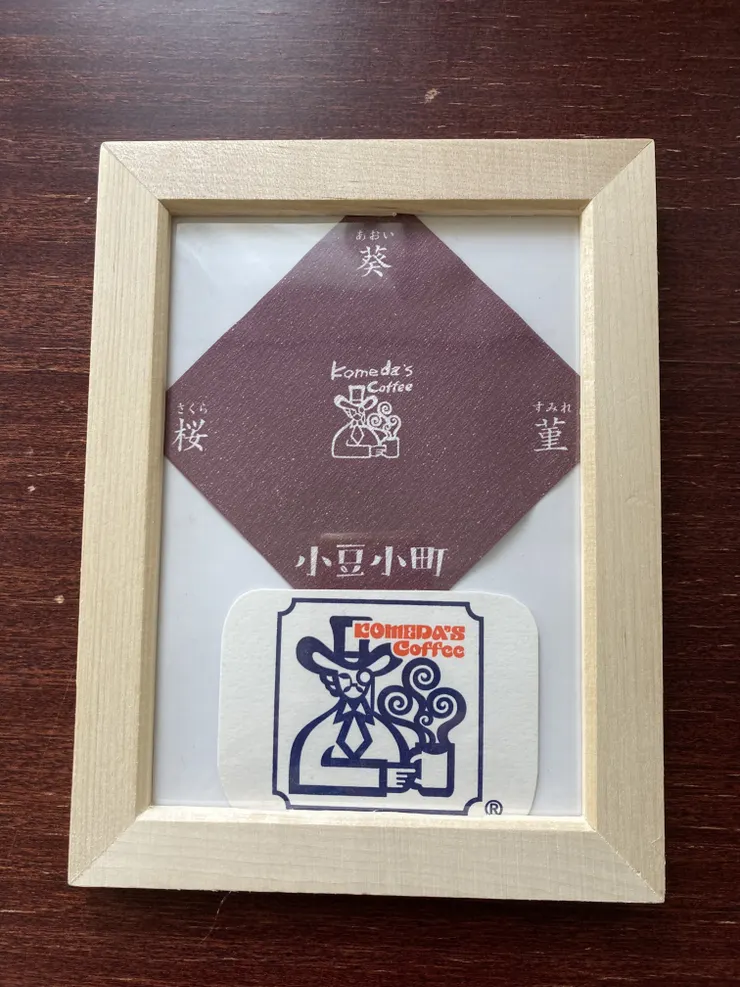 あおい
葵
Komeda's
Coffee
さくら
桜
すみれ
菫
小豆小町
KOMEDA'S
Coffee
®